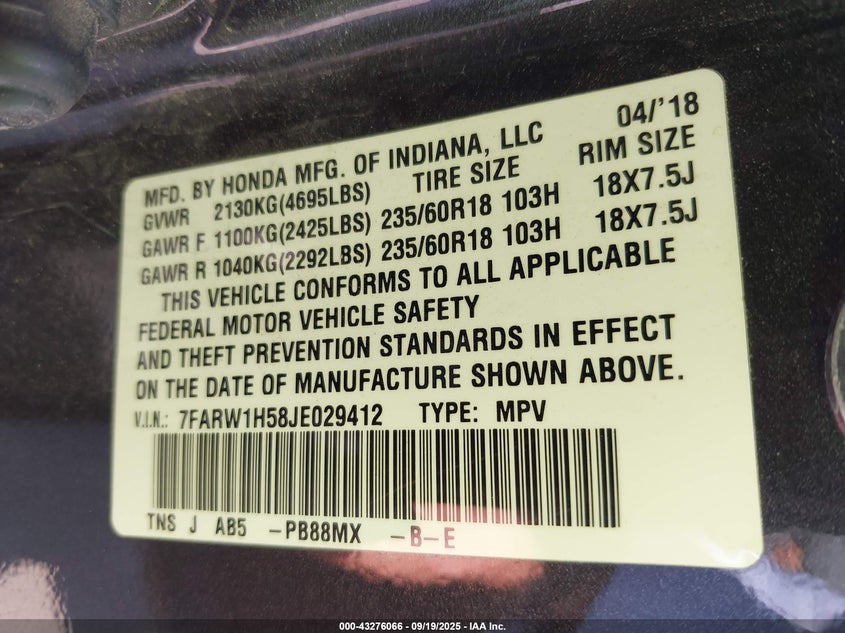 MFD. BY HONDA MFG. OF INDIANA, LLC 04/'18
GVWR 2130KG(4695LBS) TIRE SIZE RIM SIZE
GAWR F 1100KG(2425LBS) 235/60R18 103H 18X7.5J
GAWR R 1040KG(2292LBS) 235/60R18 103H 18X7.5J
THIS VEHICLE CONFORMS TO ALL APPLICABLE
FEDERAL MOTOR VEHICLE SAFETY
AND THEFT PREVENTION STANDARDS IN EFFECT
ON THE DATE OF MANUFACTURE SHOWN ABOVE.
V.I.N.: 7FARW1H58JE029412 TYPE: MPV
TNS J AB5 -PB88MX -B-E
000-43276066 - 09/19/2025 - IAA Inc.